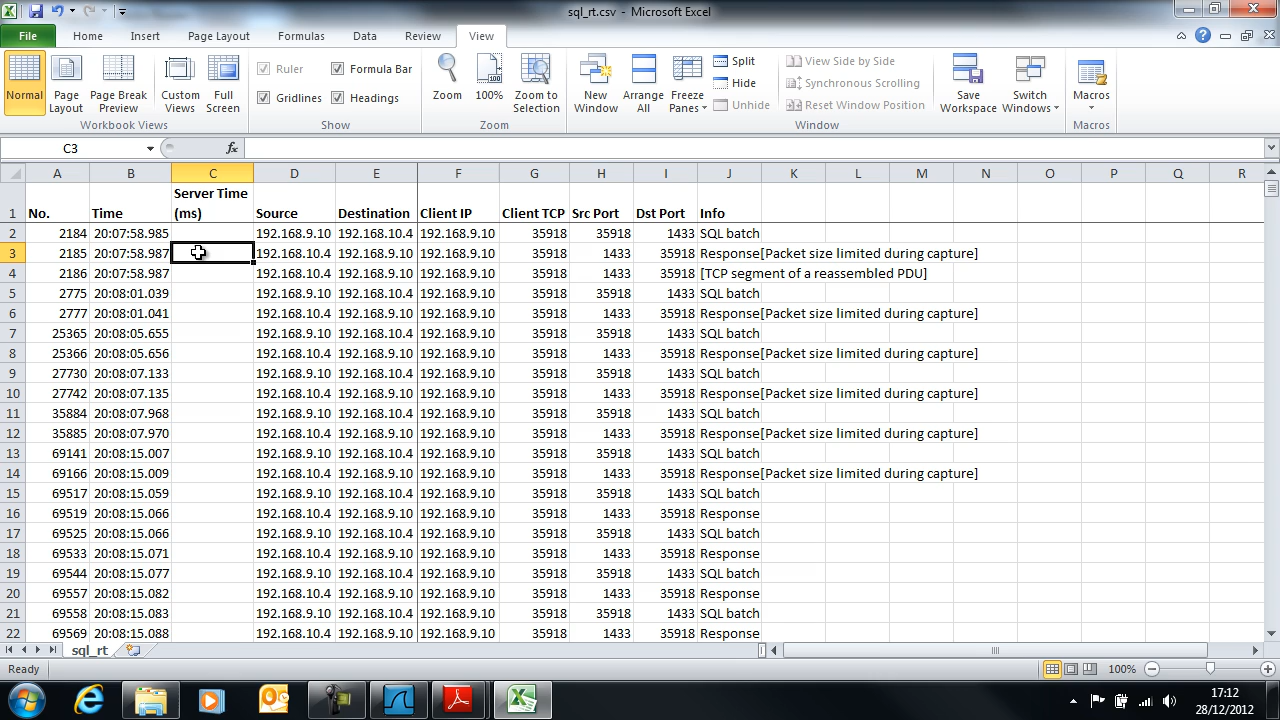 sql_rt.csv - Microsoft Excel
File Home Insert Page Layout Formulas Data Review View
Normal Page Layout Page Break Preview Custom Views Full Screen
Workbook Views
Ruler Formula Bar
Gridlines Headings
Show
Zoom 100% Zoom to Selection
Zoom
New Window Arrange All Freeze Panes
Split
Hide
Unhide
View Side by Side
Synchronous Scrolling
Reset Window Position
Window
Save Workspace Switch Windows
Macros
Macros
C3 fx
A B C D E F G H I J K L M N O P Q R
1 No. Time Server Time (ms) Source Destination Client IP Client TCP Src Port Dst Port Info
2 2184 20:07:58.985 192.168.9.10 192.168.10.4 192.168.9.10 35918 35918 1433 SQL batch
3 2185 20:07:58.987 192.168.10.4 192.168.9.10 192.168.9.10 35918 1433 35918 Response[Packet size limited during capture]
4 2186 20:07:58.987 192.168.10.4 192.168.9.10 192.168.9.10 35918 1433 35918 [TCP segment of a reassembled PDU]
5 2775 20:08:01.039 192.168.9.10 192.168.10.4 192.168.9.10 35918 35918 1433 SQL batch
6 2777 20:08:01.041 192.168.10.4 192.168.9.10 192.168.9.10 35918 1433 35918 Response[Packet size limited during capture]
7 25365 20:08:05.655 192.168.9.10 192.168.10.4 192.168.9.10 35918 35918 1433 SQL batch
8 25366 20:08:05.656 192.168.10.4 192.168.9.10 192.168.9.10 35918 1433 35918 Response[Packet size limited during capture]
9 27730 20:08:07.133 192.168.9.10 192.168.10.4 192.168.9.10 35918 35918 1433 SQL batch
10 27742 20:08:07.135 192.168.10.4 192.168.9.10 192.168.9.10 35918 1433 35918 Response[Packet size limited during capture]
11 35884 20:08:07.968 192.168.9.10 192.168.10.4 192.168.9.10 35918 35918 1433 SQL batch
12 35885 20:08:07.970 192.168.10.4 192.168.9.10 192.168.9.10 35918 1433 35918 Response[Packet size limited during capture]
13 69141 20:08:15.007 192.168.9.10 192.168.10.4 192.168.9.10 35918 35918 1433 SQL batch
14 69166 20:08:15.009 192.168.10.4 192.168.9.10 192.168.9.10 35918 1433 35918 Response[Packet size limited during capture]
15 69517 20:08:15.059 192.168.9.10 192.168.10.4 192.168.9.10 35918 35918 1433 SQL batch
16 69519 20:08:15.066 192.168.10.4 192.168.9.10 192.168.9.10 35918 1433 35918 Response
17 69525 20:08:15.066 192.168.9.10 192.168.10.4 192.168.9.10 35918 35918 1433 SQL batch
18 69533 20:08:15.071 192.168.10.4 192.168.9.10 192.168.9.10 35918 1433 35918 Response
19 69544 20:08:15.077 192.168.9.10 192.168.10.4 192.168.9.10 35918 35918 1433 SQL batch
20 69557 20:08:15.082 192.168.10.4 192.168.9.10 192.168.9.10 35918 1433 35918 Response
21 69558 20:08:15.083 192.168.9.10 192.168.10.4 192.168.9.10 35918 35918 1433 SQL batch
22 69569 20:08:15.088 192.168.10.4 192.168.9.10 192.168.9.10 35918 1433 35918 Response
sql_rt
Ready 100%
17:12
28/12/2012